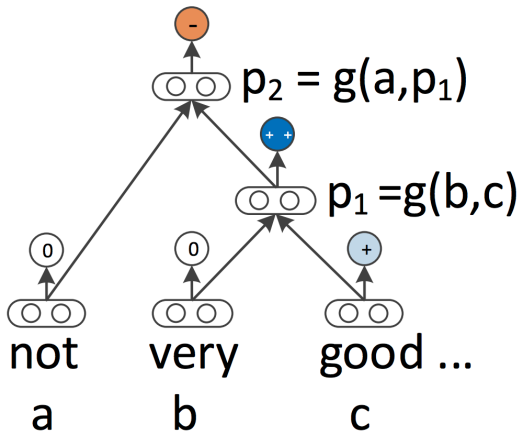 -
p₂ = g(a,p₁)
+ +
p₁ =g(b,c)
0 0 +
not very good ...
a b c